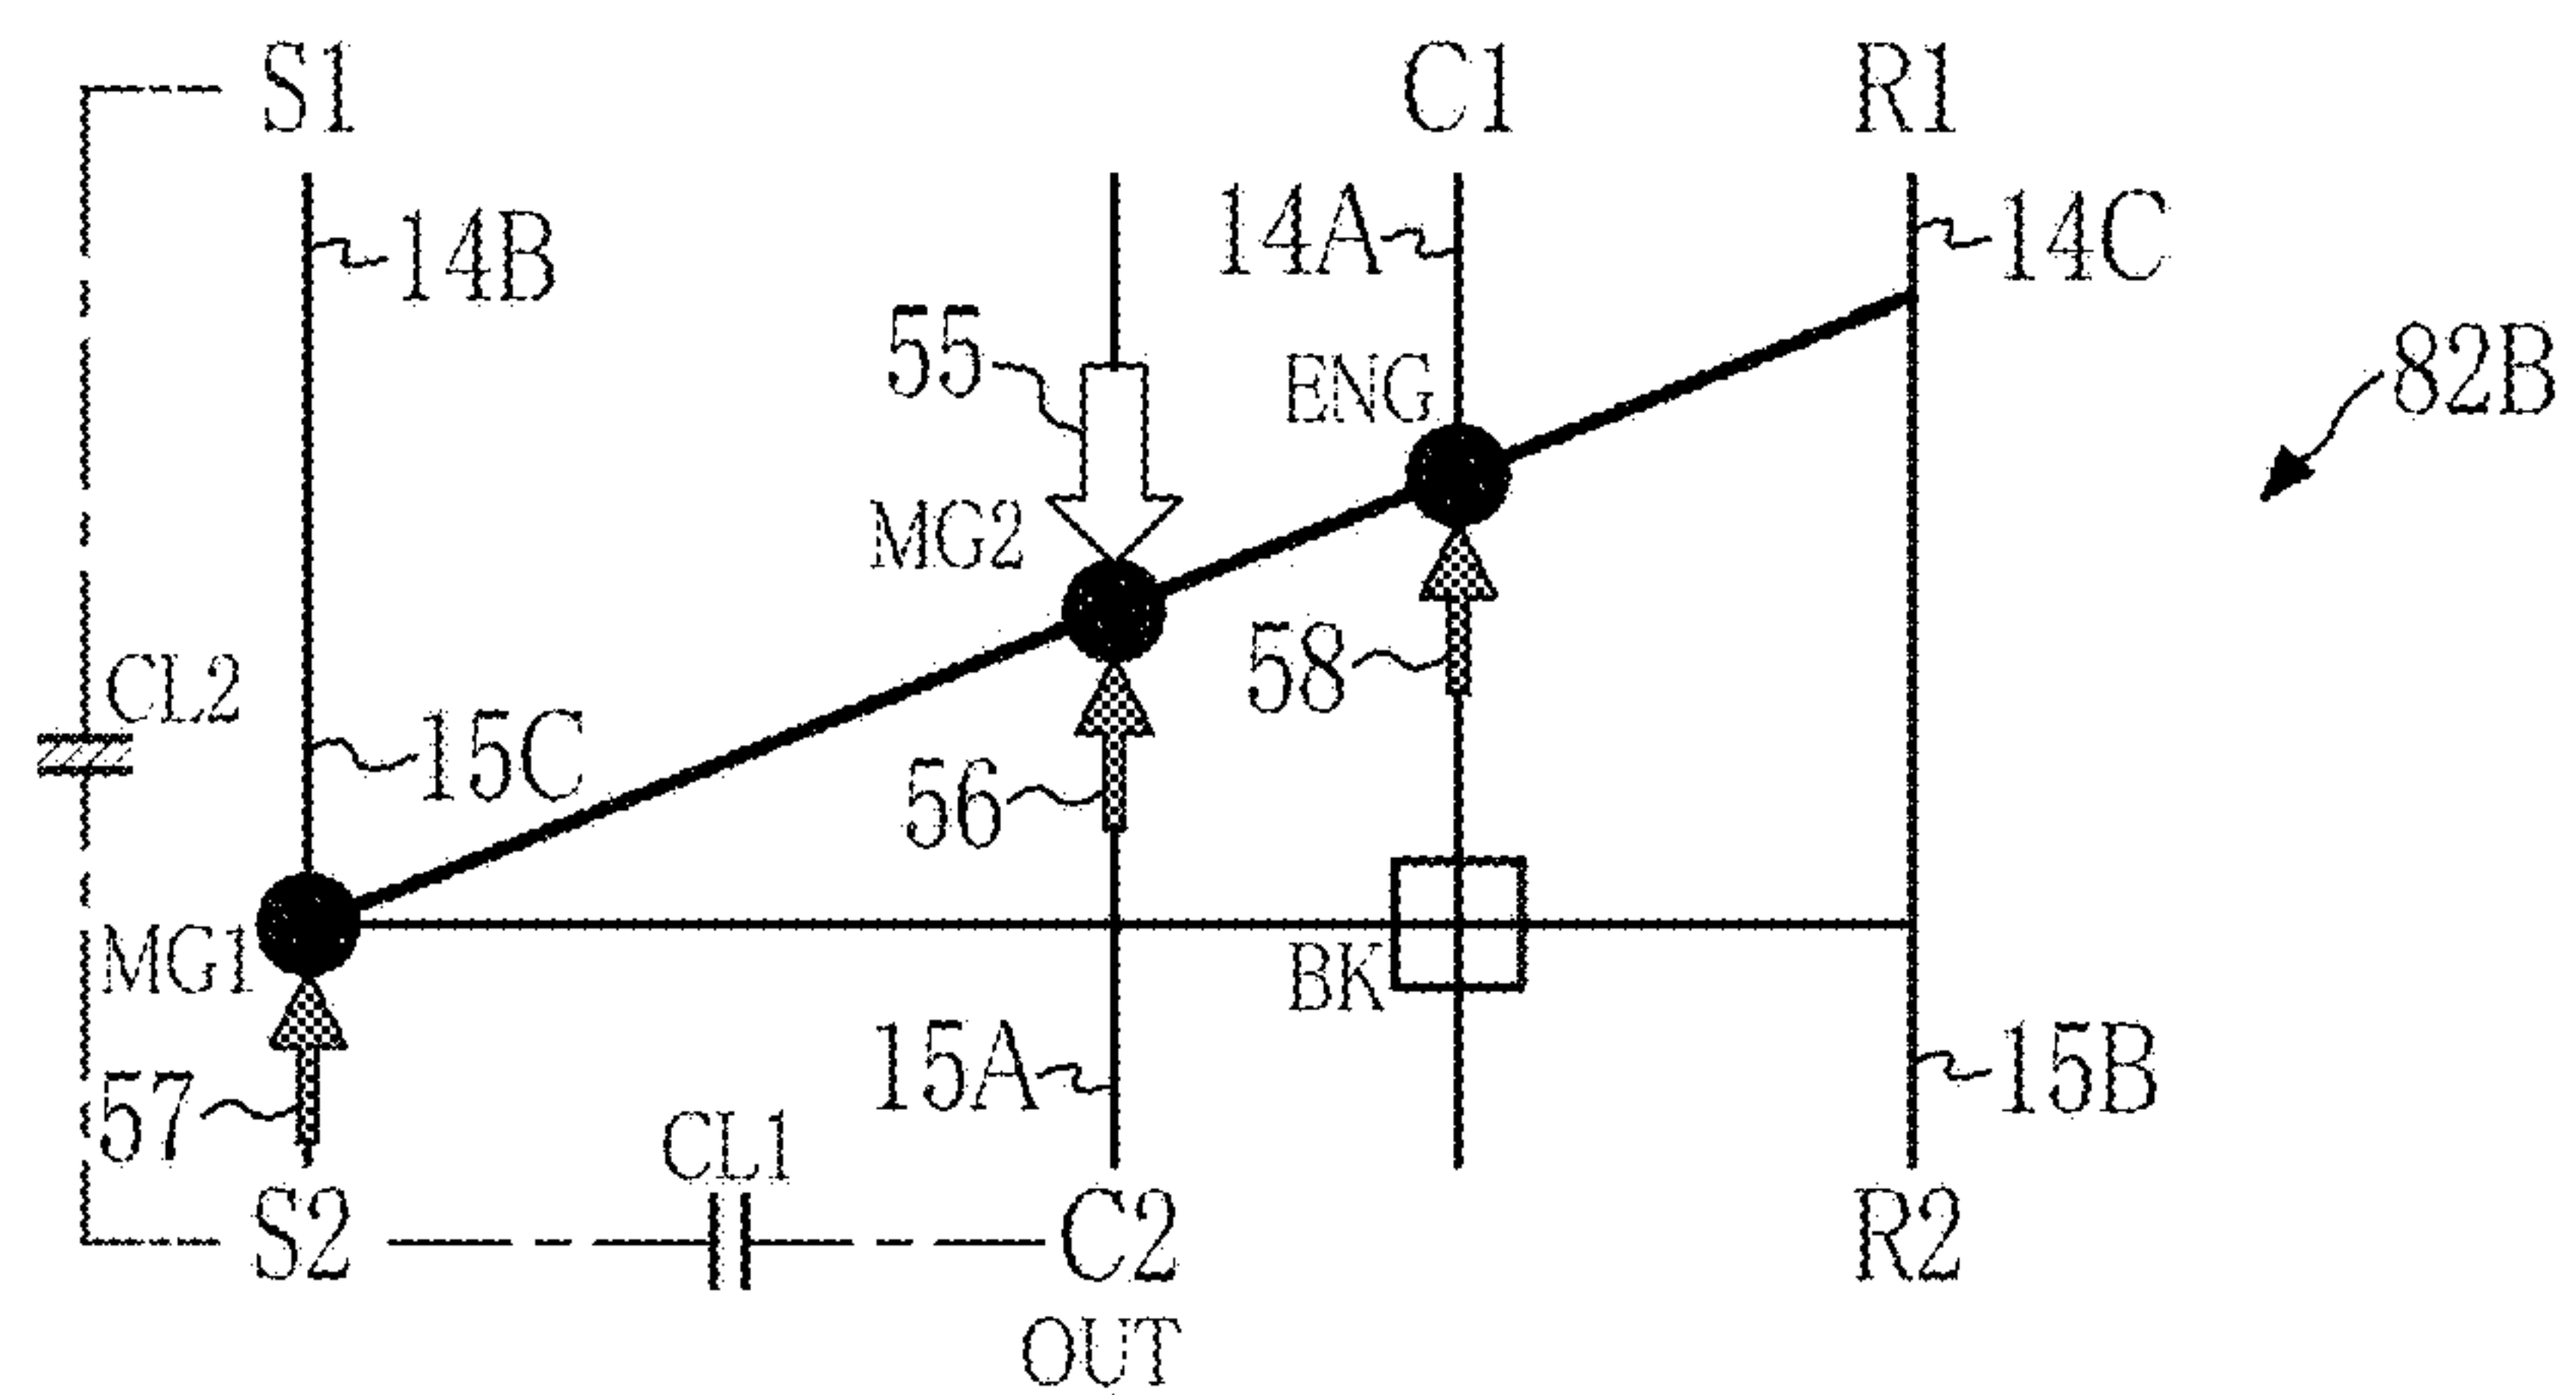 S1 C1 R1
14B 14A 14C
55 ENG 82B
MG2
CL2 58
15C 56
MG1 BK
57 15A 15B
CL1
S2 C2 R2
OUT